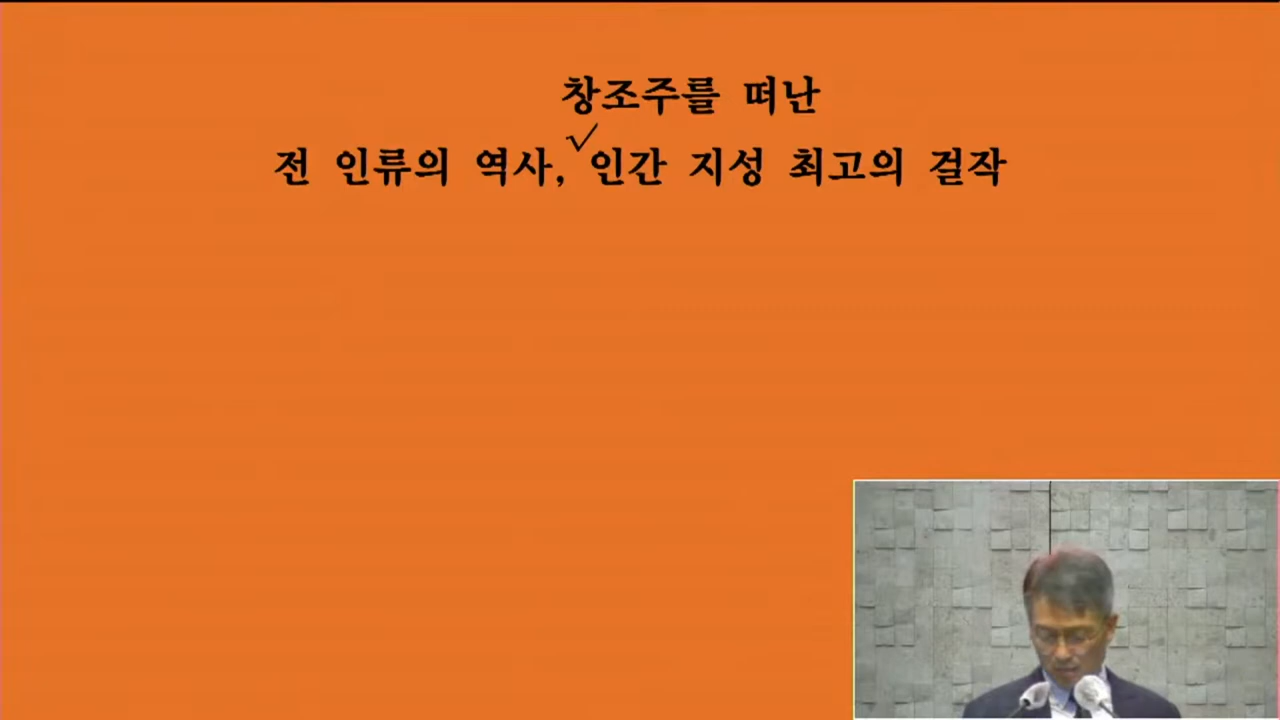 창조주를 떠난
전 인류의 역사, 인간 지성 최고의 걸작